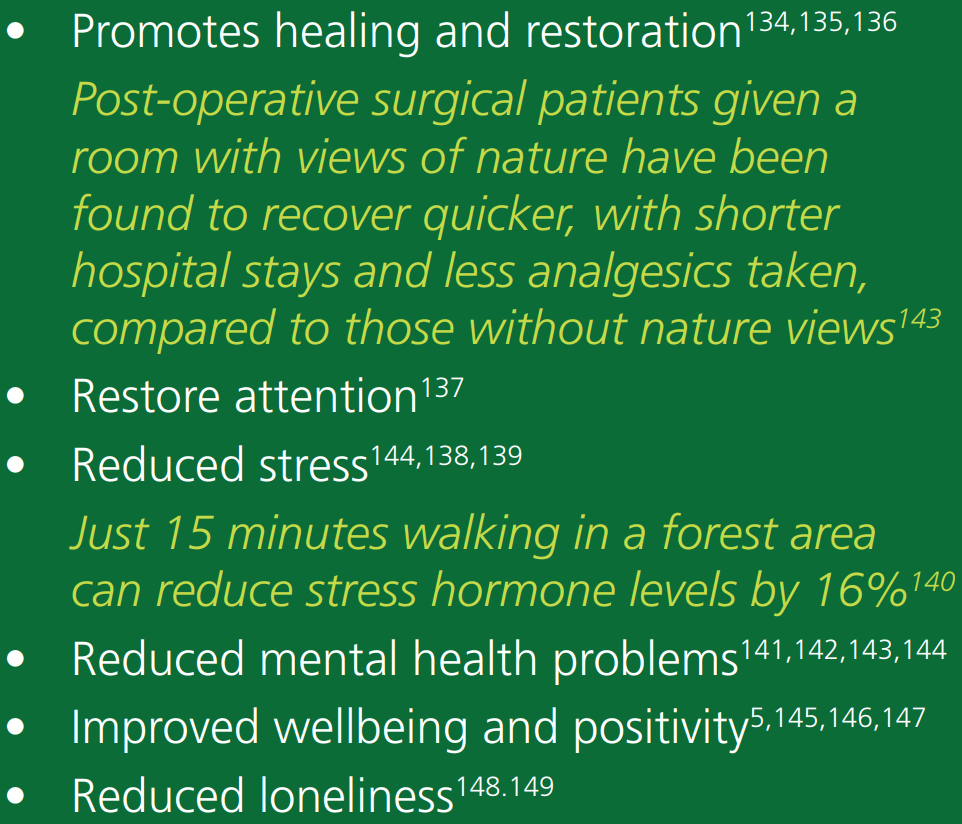 • Promotes healing and restoration134,135,136
Post-operative surgical patients given a
room with views of nature have been
found to recover quicker, with shorter
hospital stays and less analgesics taken,
compared to those without nature views143
• Restore attention137
• Reduced stress144,138,139
Just 15 minutes walking in a forest area
can reduce stress hormone levels by 16%140
• Reduced mental health problems141,142,143,144
• Improved wellbeing and positivity5,145,146,147
• Reduced loneliness148.149